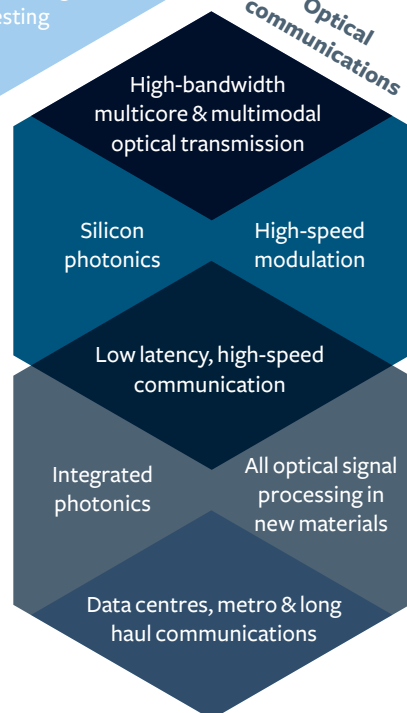 esting
Optical
communications
High-bandwidth
multicore & multimodal
optical transmission
Silicon
photonics
High-speed
modulation
Low latency, high-speed
communication
Integrated
photonics
All optical signal
processing in
new materials
Data centres, metro & long
haul communications